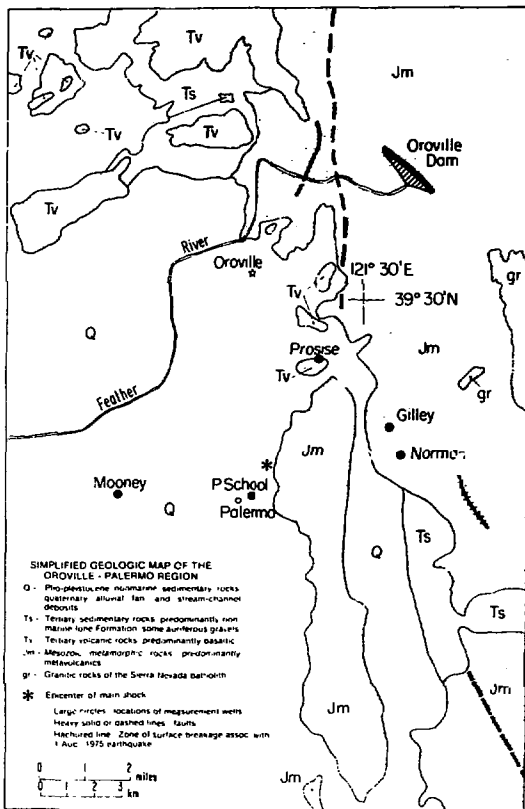 Tv
Tv
Jm
Ts
Tv
Tv
Oroville
Dam
Tv
River
Oroville
121° 30'E
gr
Tv
39° 30'N
Q
Jm
Prosise
Tv
gr
Feather
Gilley
Jm
Norman
Mooney
P School
Palermo
Q
Q
Ts
Ts
SIMPLIFIED GEOLOGIC MAP OF THE
OROVILLE - PALERMO REGION
Q - Plio-pleistocene nonmarine sedimentary rocks
quaternary alluvial fan and stream-channel
deposits
Ts - Tertiary sedimentary rocks predominantly non
marine Ione Formation some auriferous gravels
Tv Tertiary volcanic rocks predominantly basaltic
Jm - Mesozoic metamorphic rocks predominantly
metavolcanics
gr - Granitic rocks of the Sierra Nevada batholith
* Epicenter of main shock
Large circles locations of measurement wells
Heavy solid or dashed lines faults
Hachured line Zone of surface breakage assoc with
1 Aug 1975 earthquake
Jm
Jm
0 1 2
miles
0 1 2 3
km
Jm